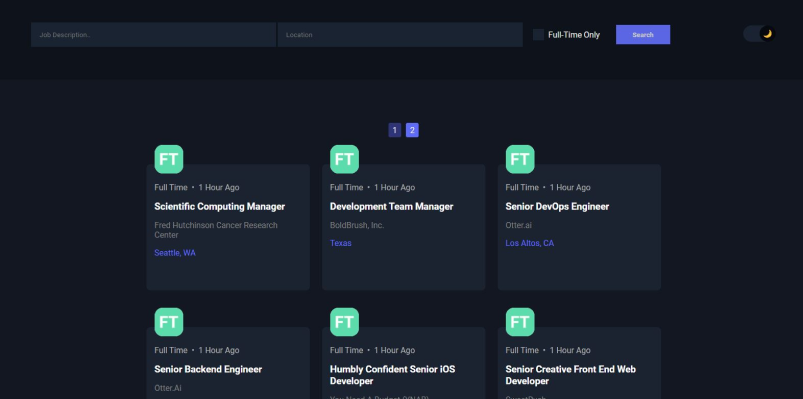 Job Description..
Location
Full-Time Only
Search
1 2
FT FT FT
Full Time • 1 Hour Ago
Scientific Computing Manager
Fred Hutchinson Cancer Research
Center
Seattle, WA
Full Time • 1 Hour Ago
Development Team Manager
BoldBrush, Inc.
Texas
Full Time • 1 Hour Ago
Senior DevOps Engineer
Otter.ai
Los Altos, CA
FT FT FT
Full Time • 1 Hour Ago
Senior Backend Engineer
Otter.Ai
Full Time • 1 Hour Ago
Humbly Confident Senior iOS
Developer
You Need A Budget
Full Time • 1 Hour Ago
Senior Creative Front End Web
Developer